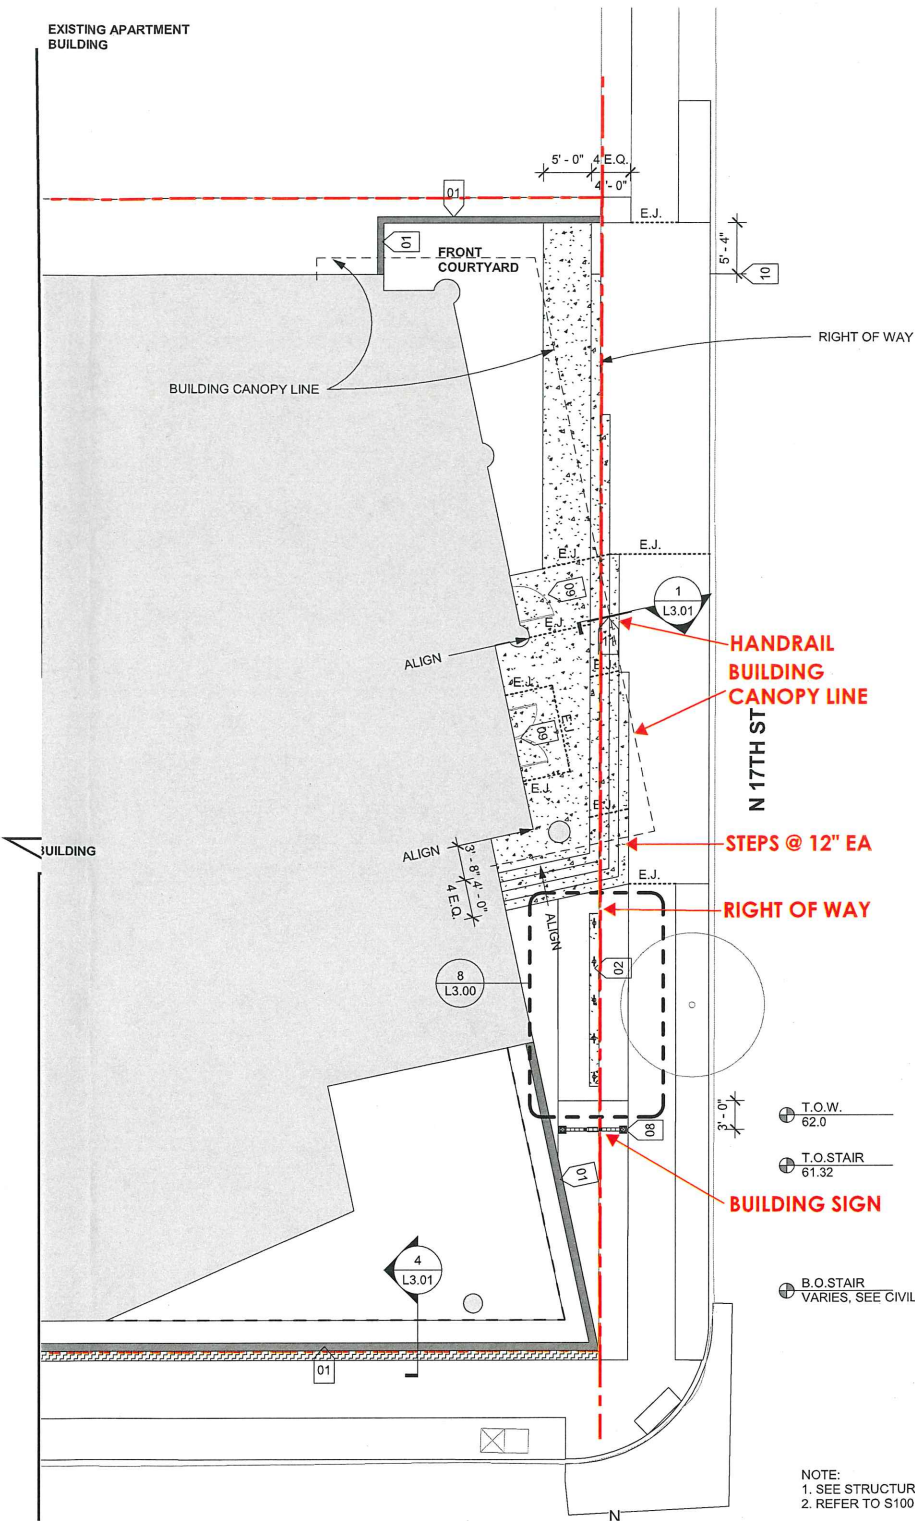 EXISTING APARTMENT
BUILDING
5' - 0"
4 E.Q.
4' - 0"
01
E.J.
01
FRONT
COURTYARD
5' - 4"
10
RIGHT OF WAY
BUILDING CANOPY LINE
E.J.
E.J.
09
1
L3.01
E.J.
11
HANDRAIL
ALIGN
E.J.
BUILDING
CANOPY LINE
E.J.
N 17TH ST
E.J.
09
E.J.
E.J.
BUILDING
ALIGN
3' - 8"
4' - 0"
4 E.Q.
STEPS @ 12" EA
E.J.
RIGHT OF WAY
ALIGN
02
8
L3.00
3' - 0"
T.O.W.
62.0
08
T.O.STAIR
61.32
01
BUILDING SIGN
4
L3.01
B.O.STAIR
VARIES, SEE CIVIL
01
NOTE:
1. SEE STRUCTUR
2. REFER TO S100
N